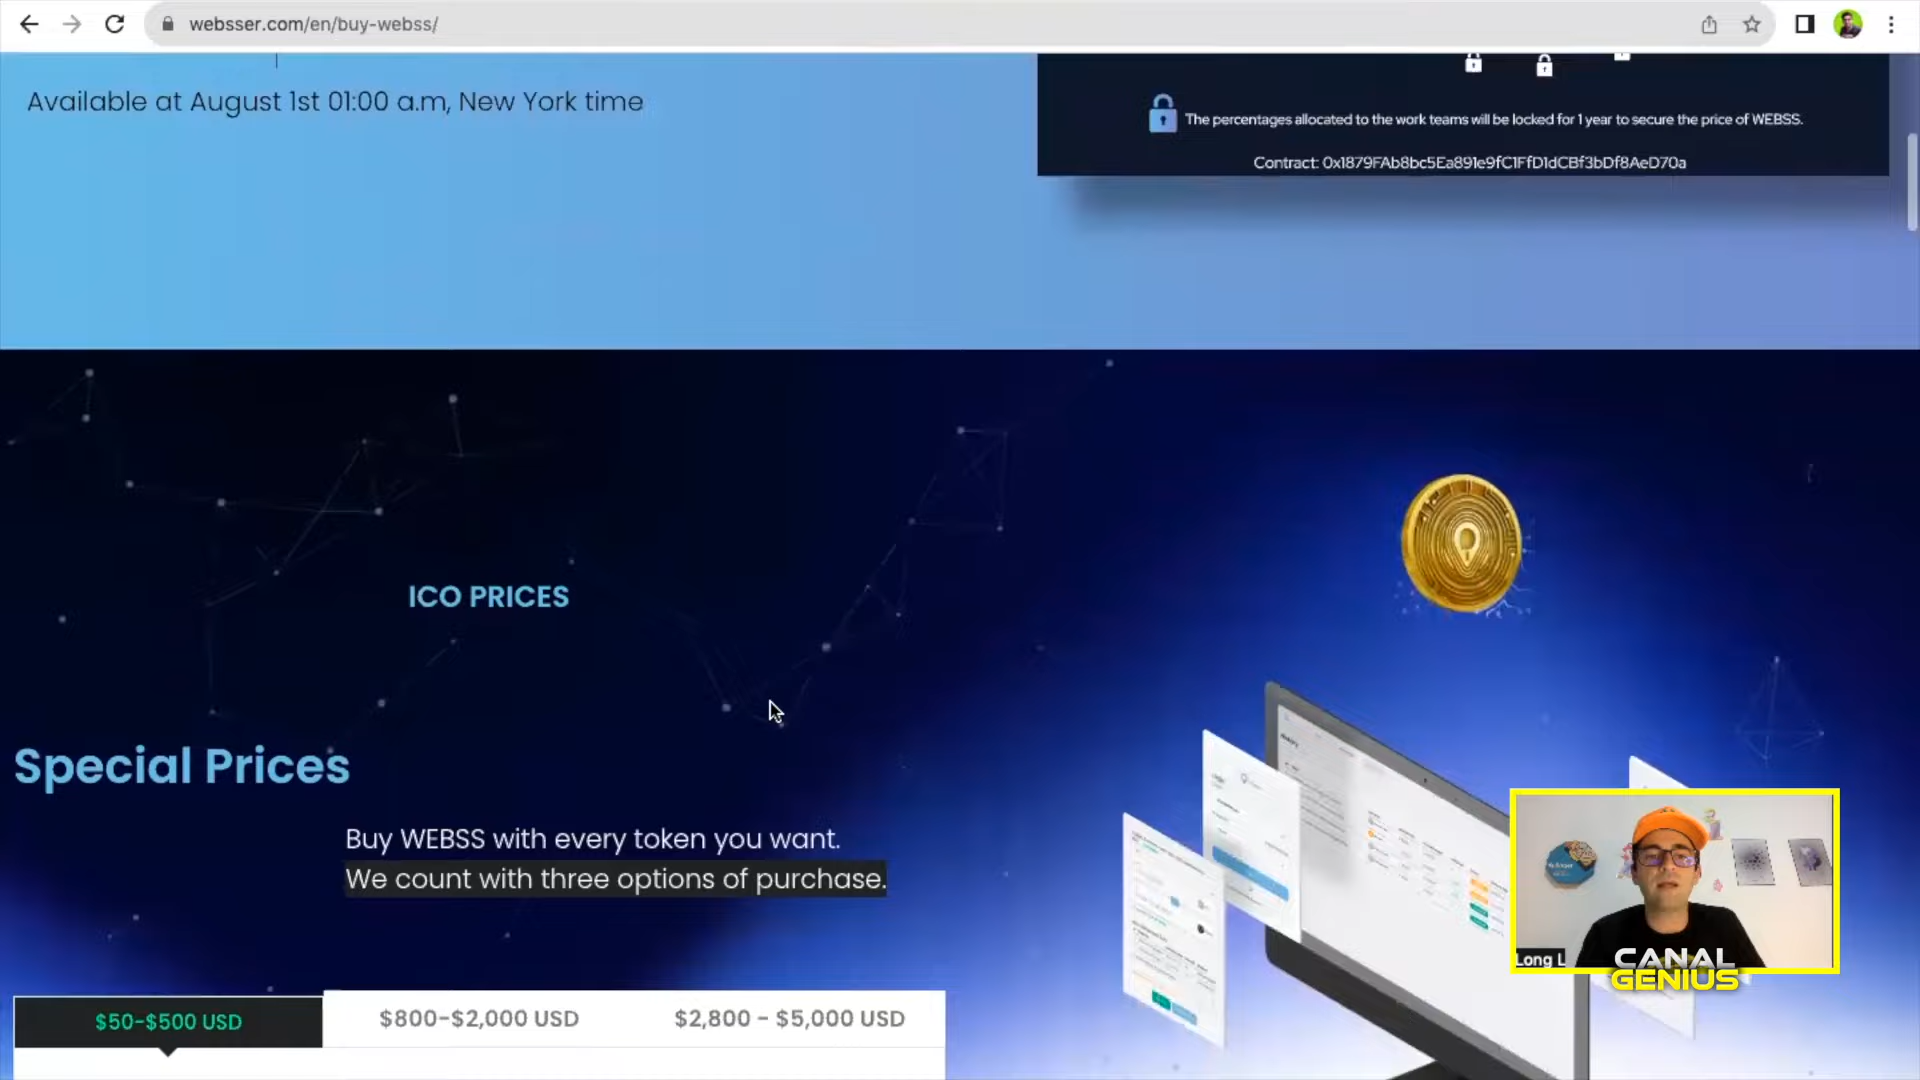 websser.com/en/buy-webss/
Available at August 1st 01:00 a.m, New York time
The percentages allocated to the work teams will be locked for 1 year to secure the price of WEBSS.
Contract: 0x1879FAb8bc5Ea891e9fC1FfD1dCBf3bDf8AeD70a
ICO PRICES
Special Prices
Buy WEBSS with every token you want.
We count with three options of purchase.
$50-$500 USD
$800-$2,000 USD
$2,800 - $5,000 USD
Long L
CANAL
GENIUS